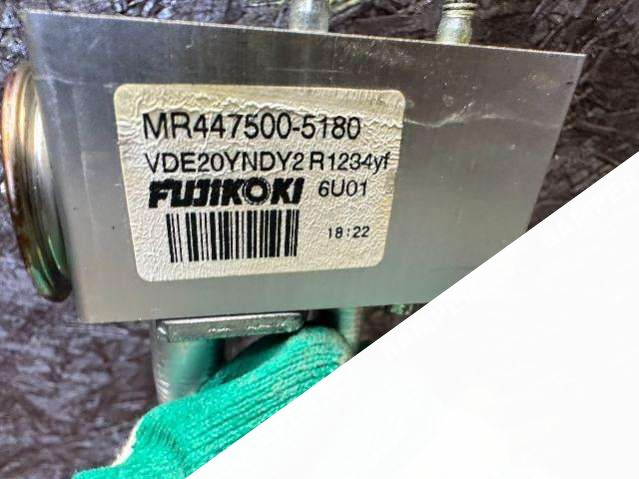 MR447500-5180
VDE20YNDY2 R1234yf
FUJIKOKI 6U01
18:22